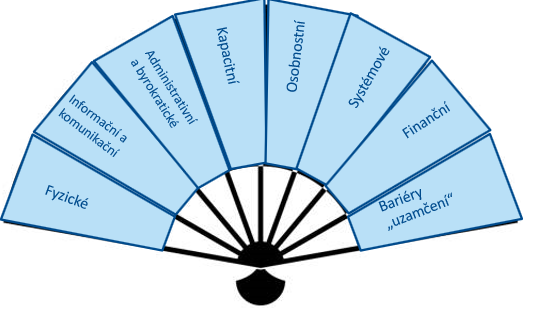 Fyzické
Informační a
komunikační
Administrativní
a byrokratické
Kapacitní
Osobnostní
Systémové
Finanční
Bariéry
„uzamčení“